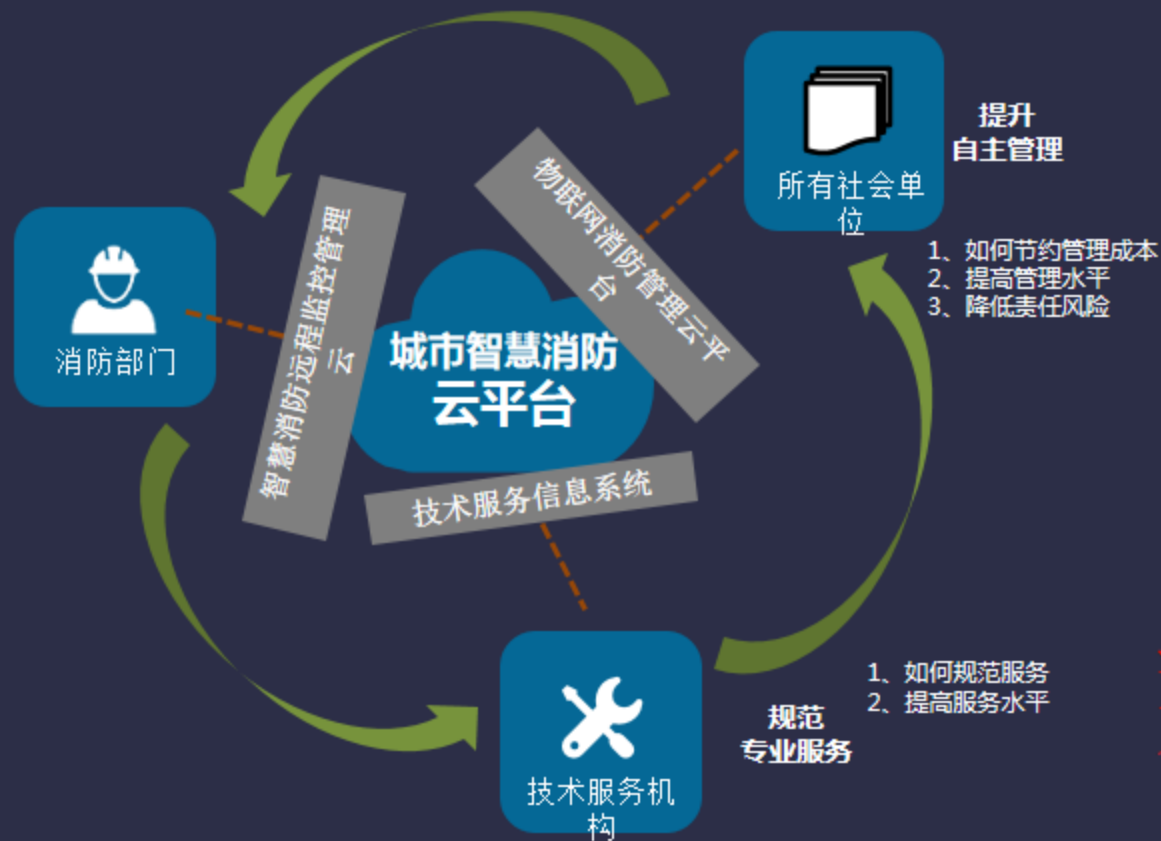 提升
自主管理
所有社会单
位
1、如何节约管理成本
2、提高管理水平
3、降低责任风险
物联网消防管理云平
台
智慧消防远程监控管理
云
消防部门
城市智慧消防
云平台
技术服务信息系统
1、如何规范服务
2、提高服务水平
规范
专业服务
技术服务机
构